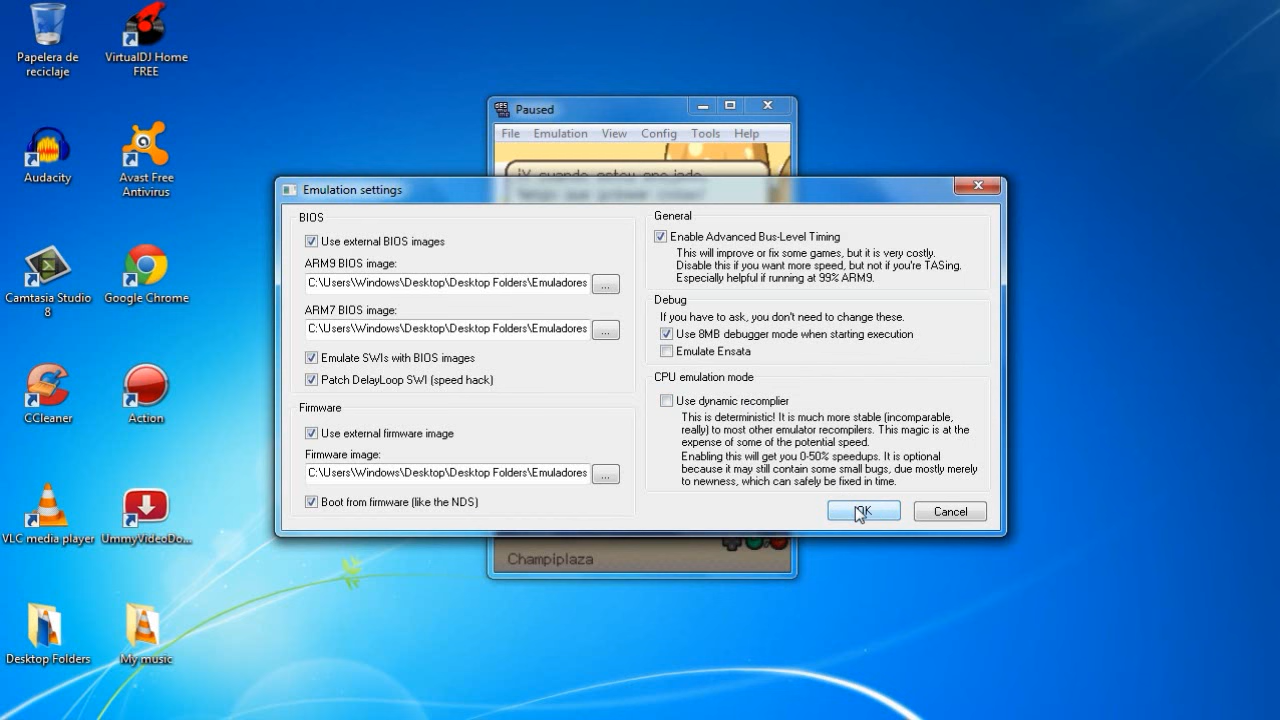 Papelera de
reciclaje
VirtualDJ Home
FREE
Audacity
Avast Free
Antivirus
Camtasia Studio
8
Google Chrome
CCleaner
Action
VLC media player
UmmyVideoDo...
Desktop Folders
My music
Paused
File Emulation View Config Tools Help
¡Y cuando
Emulation settings
BIOS
Use external BIOS images
ARM9 BIOS image:
C:\Users\Windows\Desktop\Desktop Folders\Emuladores
...
ARM7 BIOS image:
C:\Users\Windows\Desktop\Desktop Folders\Emuladores
...
Emulate SWIs with BIOS images
Patch DelayLoop SWI (speed hack)
Firmware
Use external firmware image
Firmware image:
C:\Users\Windows\Desktop\Desktop Folders\Emuladores
...
Boot from firmware (like the NDS)
General
Enable Advanced Bus-Level Timing
This will improve or fix some games, but it is very costly.
Disable this if you want more speed, but not if you're TASing.
Especially helpful if running at 99% ARM9.
Debug
If you have to ask, you don't need to change these.
Use 8MB debugger mode when starting execution
Emulate Ensata
CPU emulation mode
Use dynamic recomplier
This is deterministic! It is much more stable (incomparable,
really) to most other emulator recompilers. This magic is at the
expense of some of the potential speed.
Enabling this will get you 0-50% speedups. It is optional
because it may still contain some small bugs, due mostly merely
to newness, which can safely be fixed in time.
OK
Cancel
Champiplaza